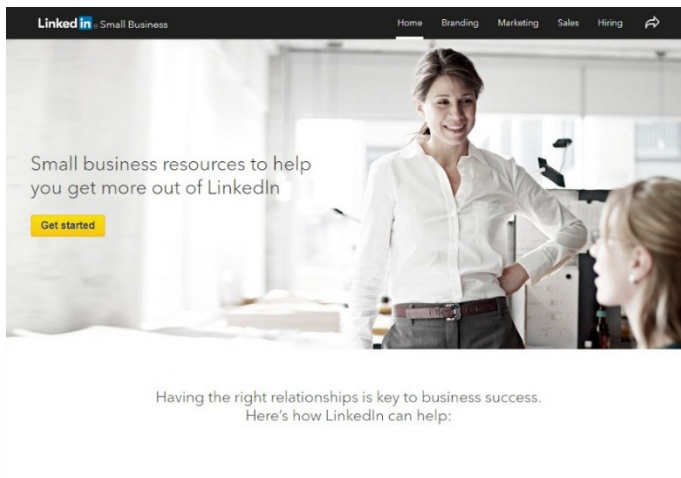 Linked in Small Business
Home Branding Marketing Sales Hiring
Small business resources to help
you get more out of LinkedIn
Get started
Having the right relationships is key to business success.
Here's how LinkedIn can help: